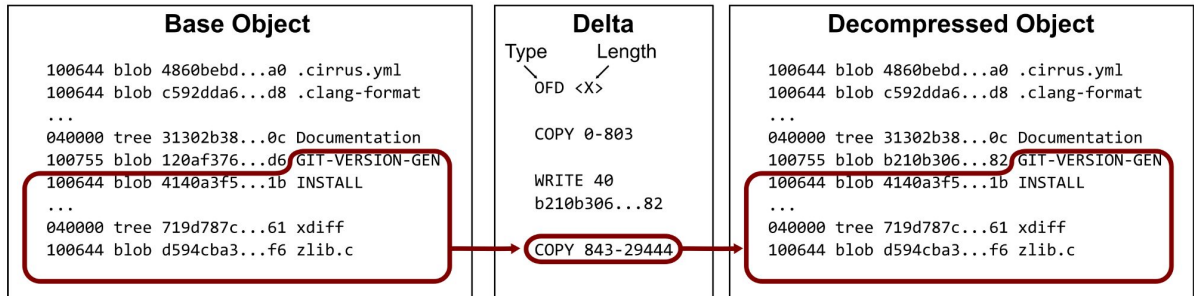 Base Object
100644 blob 4860bebd...a0 .cirrus.yml
100644 blob c592dda6...d8 .clang-format
...
040000 tree 31302b38...0c Documentation
100755 blob 120af376...d6 GIT-VERSION-GEN
100644 blob 4140a3f5...1b INSTALL
...
040000 tree 719d787c...61 xdiff
100644 blob d594cba3...f6 zlib.c
Delta
Type Length
OFD <X>
COPY 0-803
WRITE 40
b210b306...82
COPY 843-29444
Decompressed Object
100644 blob 4860bebd...a0 .cirrus.yml
100644 blob c592dda6...d8 .clang-format
...
040000 tree 31302b38...0c Documentation
100755 blob b210b306...82 GIT-VERSION-GEN
100644 blob 4140a3f5...1b INSTALL
...
040000 tree 719d787c...61 xdiff
100644 blob d594cba3...f6 zlib.c